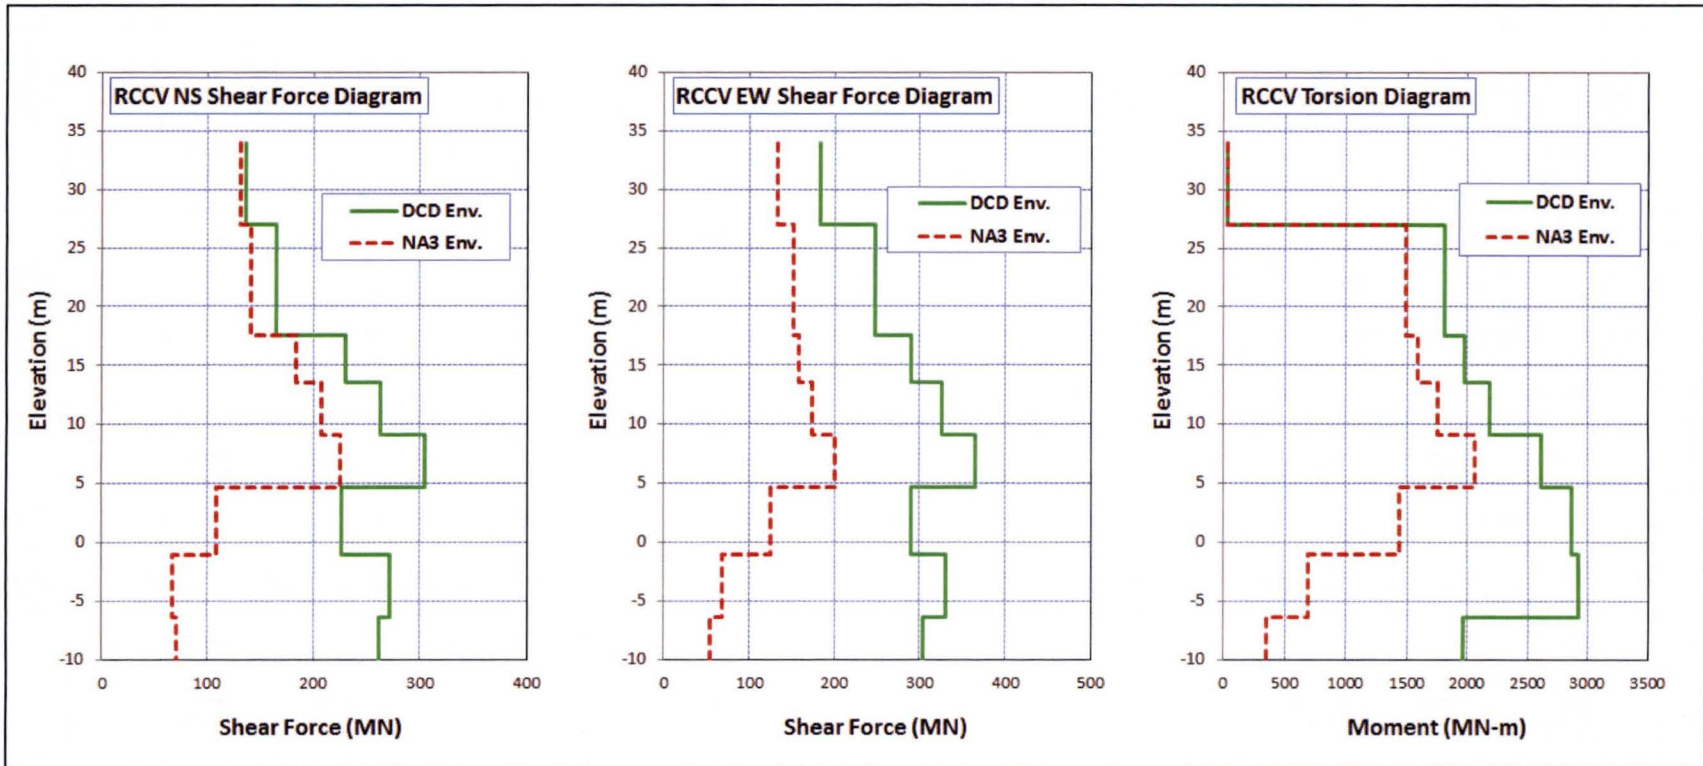 RCCV NS Shear Force Diagram
40
35
30
25
20
15
10
5
0
-5
-10
Elevation (m)
DCD Env.
NA3 Env.
0 100 200 300 400
Shear Force (MN)
RCCV EW Shear Force Diagram
40
35
30
25
20
15
10
5
0
-5
-10
Elevation (m)
DCD Env.
NA3 Env.
0 100 200 300 400 500
Shear Force (MN)
RCCV Torsion Diagram
40
35
30
25
20
15
10
5
0
-5
-10
Elevation (m)
DCD Env.
NA3 Env.
0 500 1000 1500 2000 2500 3000 3500
Moment (MN-m)